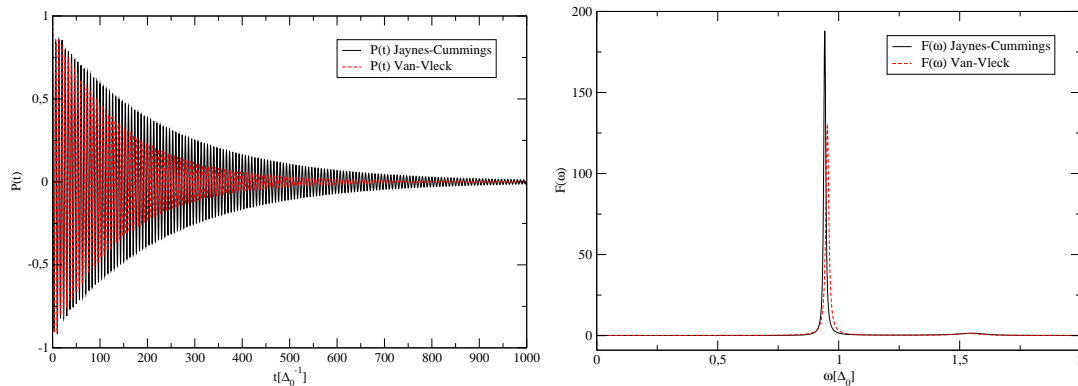 P(t) Jaynes-Cummings
P(t) Van-Vleck
1
0,5
0
-0,5
-1
P(t)
0 100 200 300 400 500 600 700 800 900 1000
t[Δ₀⁻¹]
F(ω) Jaynes-Cummings
F(ω) Van-Vleck
200
150
100
50
0
F(ω)
0 0,5 1 1,5
ω[Δ₀]